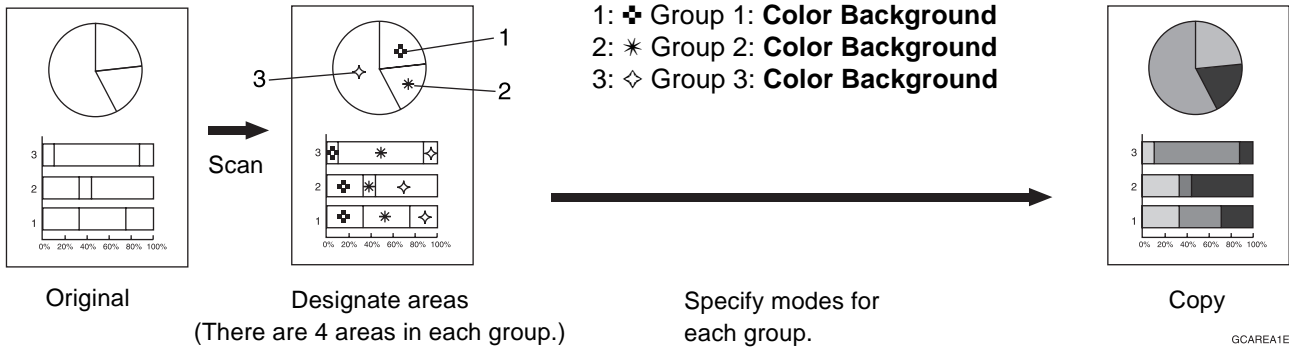 1: Group 1: Color Background
2: Group 2: Color Background
3: Group 3: Color Background
1
3
2
Scan
3
2
1
0% 20% 40% 60% 80% 100%
3
2
1
0% 20% 40% 60% 80% 100%
3
2
1
0% 20% 40% 60% 80% 100%
Original
Designate areas
(There are 4 areas in each group.)
Specify modes for
each group.
Copy
GCAREA1E